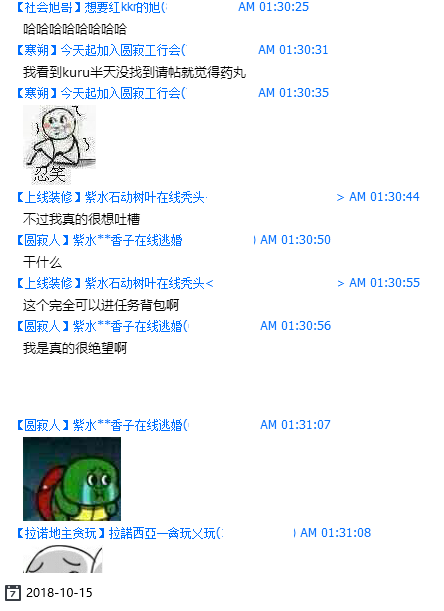 【社会旭哥】想要红kkr的旭( AM 01:30:25
哈哈哈哈哈哈哈哈
【寒朔】今天起加入圆寂工行会( AM 01:30:31
我看到kuru半天没找到请帖就觉得药丸
【寒朔】今天起加入圆寂工行会( AM 01:30:35
忍笑
【上线装修】紫水石动树叶在线秃头 > AM 01:30:44
不过我真的很想吐槽
【圆寂人】紫水**香子在线逃婚 ) AM 01:30:50
干什么
【上线装修】紫水石动树叶在线秃头< > AM 01:30:55
这个完全可以进任务背包啊
【圆寂人】紫水**香子在线逃婚( AM 01:30:56
我是真的很绝望啊
【圆寂人】紫水**香子在线逃婚( AM 01:31:07
【拉诺地主贪玩】拉諾西亞一貪玩乂玩( ) AM 01:31:08
7 2018-10-15